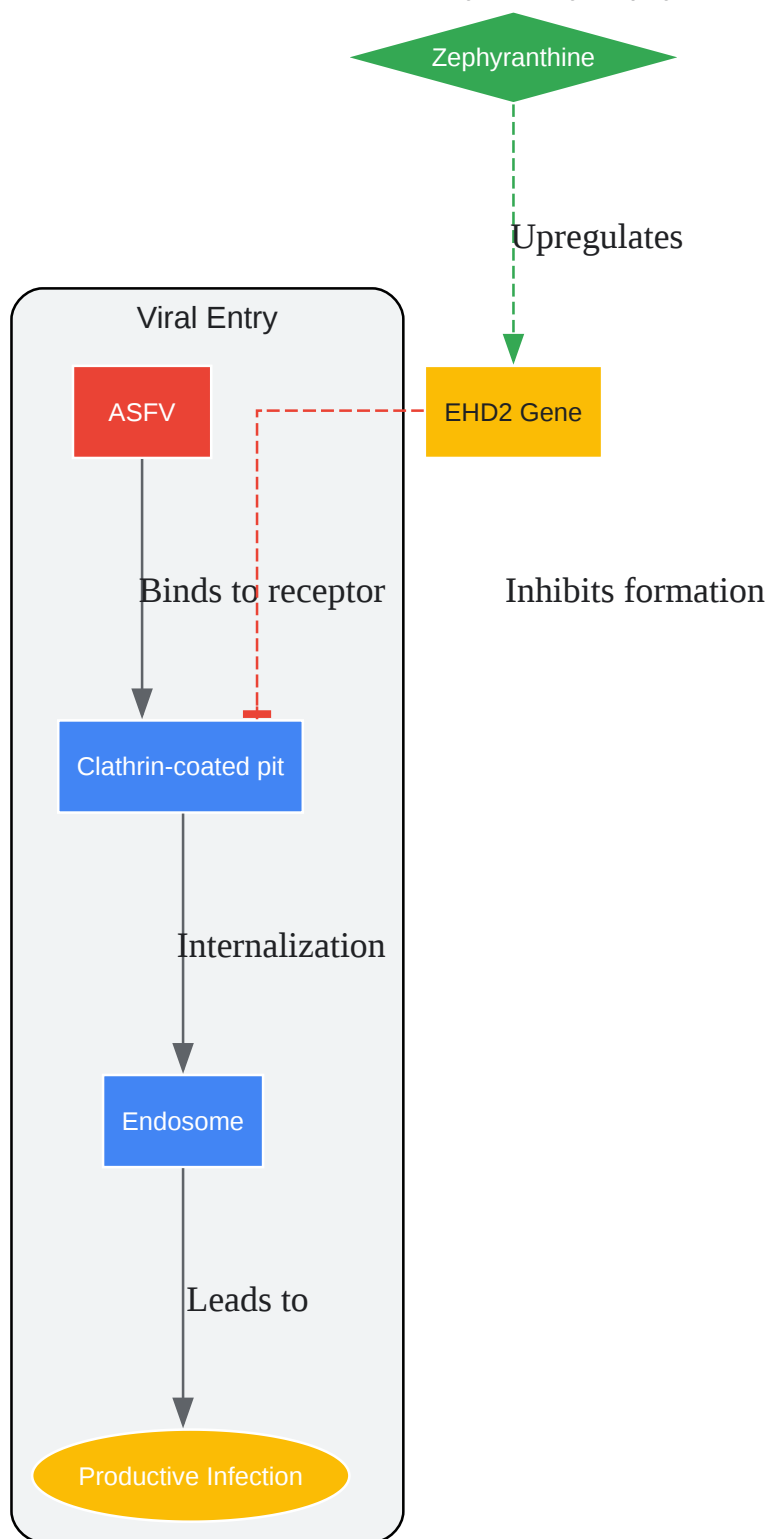 Zephyranthine
Upregulates
Viral Entry
ASFV
EHD2 Gene
Binds to receptor
Inhibits formation
Clathrin-coated pit
Internalization
Endosome
Leads to
Productive Infection